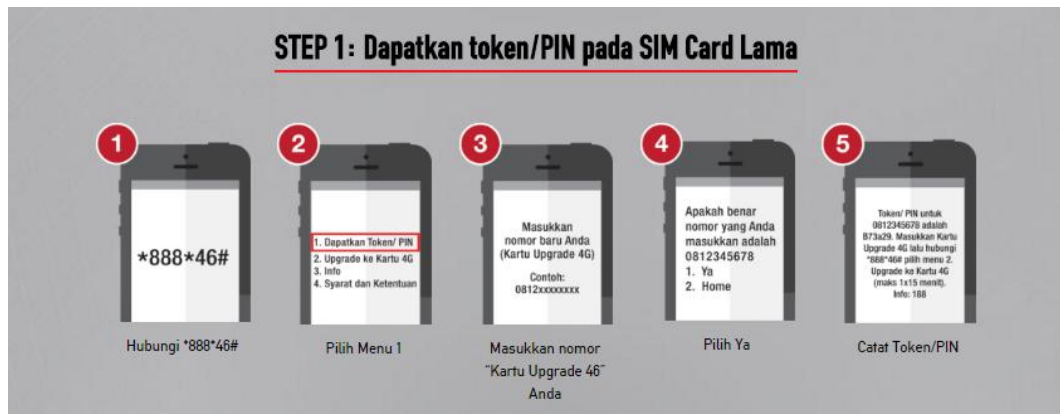 STEP 1: Dapatkan token/PIN pada SIM Card Lama
1
*888*46#
Hubungi *888*46#
2
1. Dapatkan Token/ PIN
2. Upgrade ke Kartu 4G
3. Info
4. Syarat dan Ketentuan
Pilih Menu 1
3
Masukkan
nomor baru Anda
(Kartu Upgrade 4G)
Contoh:
0812xxxxxxxx
Masukkan nomor
"Kartu Upgrade 46"
Anda
4
Apakah benar
nomor yang Anda
masukkan adalah
0812345678
1. Ya
2. Home
Pilih Ya
5
Token/ PIN untuk
0812345678 adalah
B73a29. Masukkan Kartu
Upgrade 4G lalu hubungi
*888*46# pilih menu 2.
Upgrade ke Kartu 4G
(maks 1x15 menit).
Info: 188
Catat Token/PIN